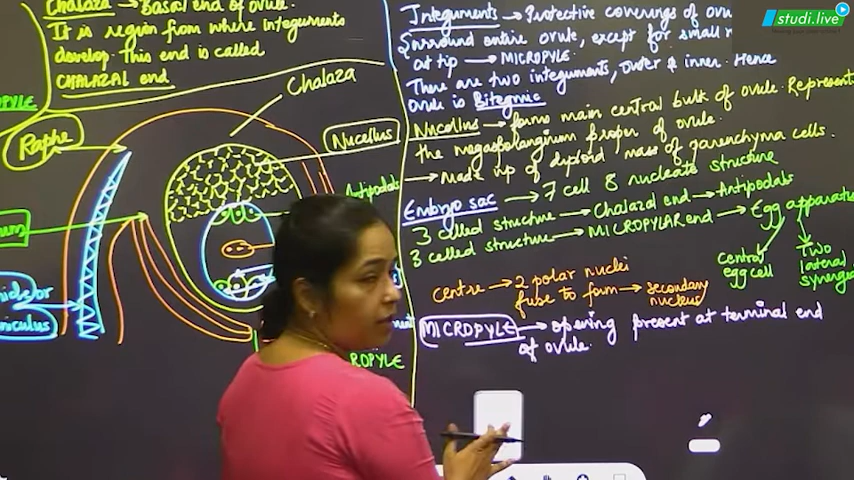 Chalaza → Basal end of ovule.
It is region from where integuments
develop. This end is called
CHALAZAL end
Raphe
Chalaza
Nucellus
Antipodals
Integuments → Protective coverings of
Surround entire ovule, except for small
at tip → MICROPYLE.
There are two integuments, outer & inner. Hence
ovule is Bitegmic
Nucellus → forms main central bulk of ovule. Represent
the megasporangium proper of ovule.
→ Made up of diploid mass of parenchyma cells.
Embryo sac → 7 cell 8 nucleate structure
3 celled structure → Chalazal end → Antipodals
3 celled structure → MICROPYLAR end → Egg apparatus
Central
egg cell
Two
lateral
Centre → 2 polar nuclei
fuse to form → secondary
nucleus
MICROPYLE → opening present at terminal end
of ovule.
studi.live